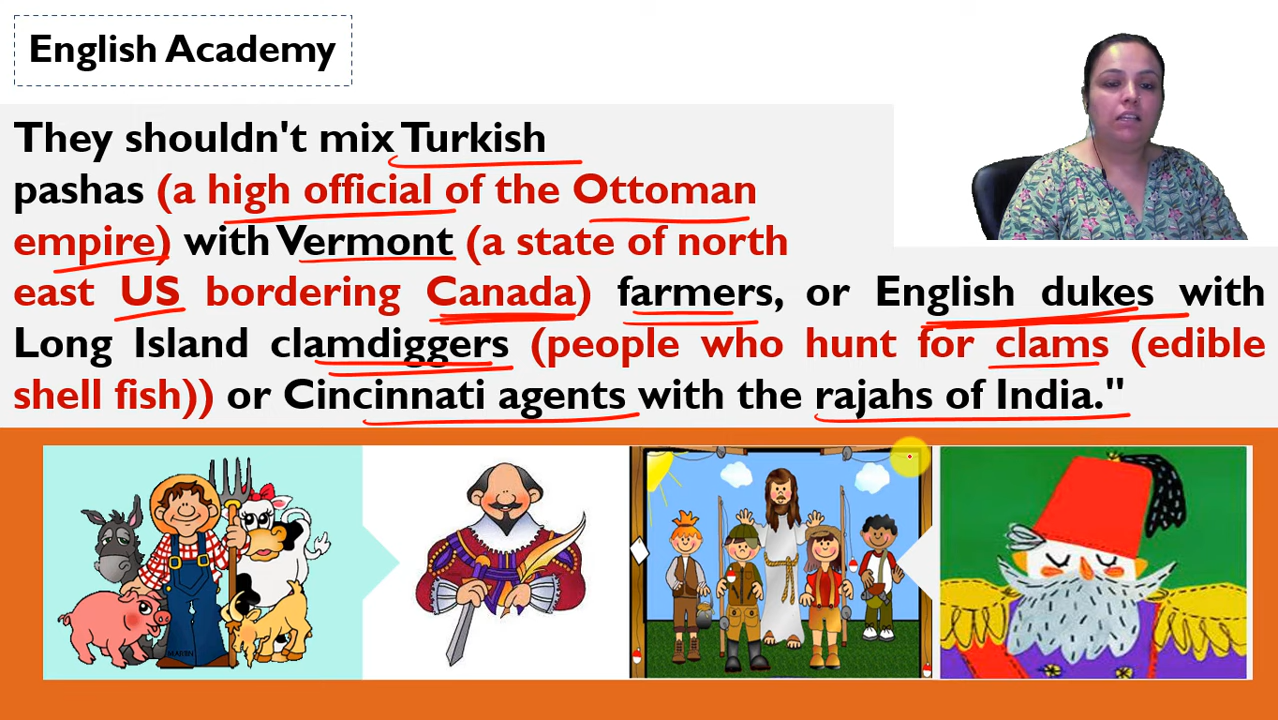 English Academy
They shouldn't mix Turkish
pashas (a high official of the Ottoman
empire) with Vermont (a state of north
east US bordering Canada) farmers, or English dukes with
Long Island clamdiggers (people who hunt for clams (edible
shell fish)) or Cincinnati agents with the rajahs of India."
MARTIN